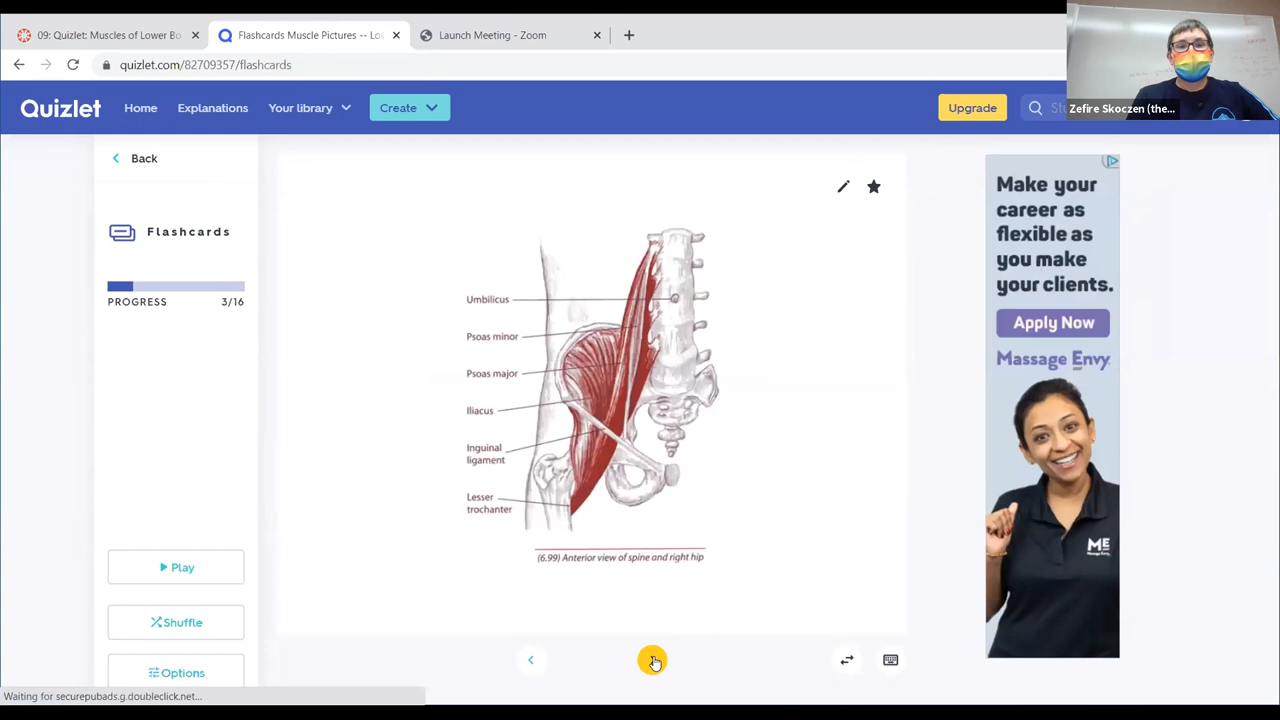 09: Quizlet: Muscles of Lower Bo
Flashcards Muscle Pictures -- Lo
Launch Meeting - Zoom
quizlet.com/82709357/flashcards
Quizlet
Home
Explanations
Your library
Create
Upgrade
Zefire Skoczen (the...
Back
Flashcards
PROGRESS 3/16
Umbilicus
Psoas minor
Psoas major
Iliacus
Inguinal
ligament
Lesser
trochanter
(6.99) Anterior view of spine and right hip
Make your
career as
flexible as
you make
your clients.
Apply Now
Massage Envy
ME
Play
Shuffle
Options
Waiting for securepubads.g.doubleclick.net...